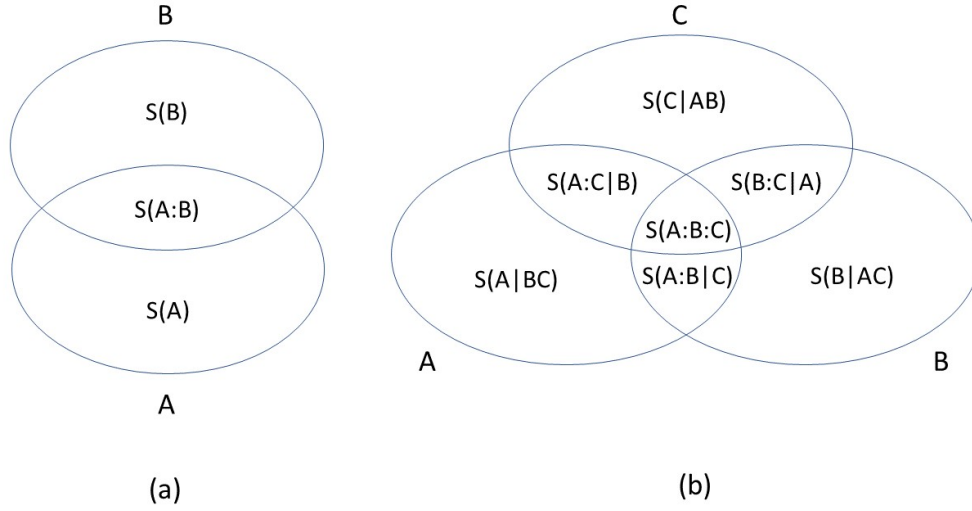 B
S(B)
S(A:B)
S(A)
A
(a)
C
S(C|AB)
S(A:C|B)
S(B:C|A)
S(A:B:C)
S(A|BC)
S(A:B|C)
S(B|AC)
A
B
(b)